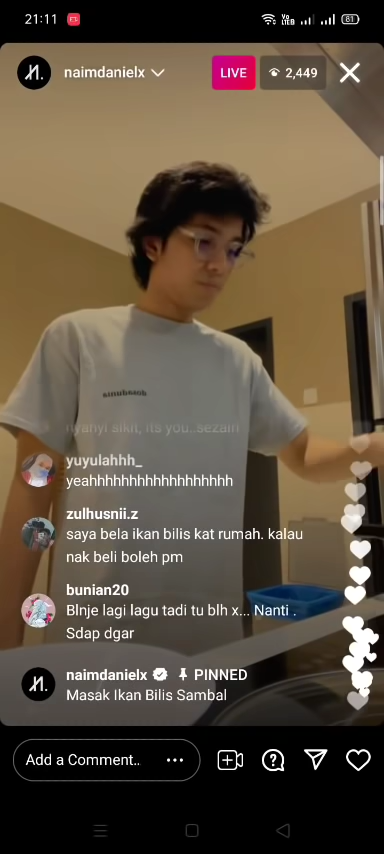 21:11
81
naimdanielx
LIVE
2,449
nyanyi sikit, its you..sezairi
yuyulahhh_
yeahhhhhhhhhhhhhhhhhh
zulhusnii.z
saya bela ikan bilis kat rumah. kalau
nak beli boleh pm
bunian20
Blnje lagi lagu tadi tu blh x... Nanti .
Sdap dgar
naimdanielx PINNED
Masak Ikan Bilis Sambal
Add a Comment..